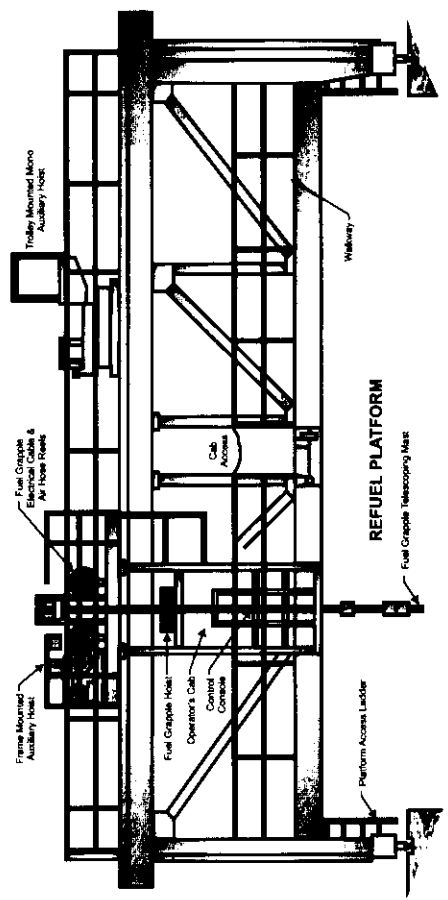 Frame Mounted
Auxiliary Hoist
Fuel Grapple
Electrical Cable &
Air Hose Reels
Trolley Mounted Mono
Auxiliary Hoist
Fuel Grapple Hoist
Operator's Cab
Control
Console
Cab
Access
Walkway
Platform Access Ladder
REFUEL PLATFORM
Fuel Grapple Telescoping Mast